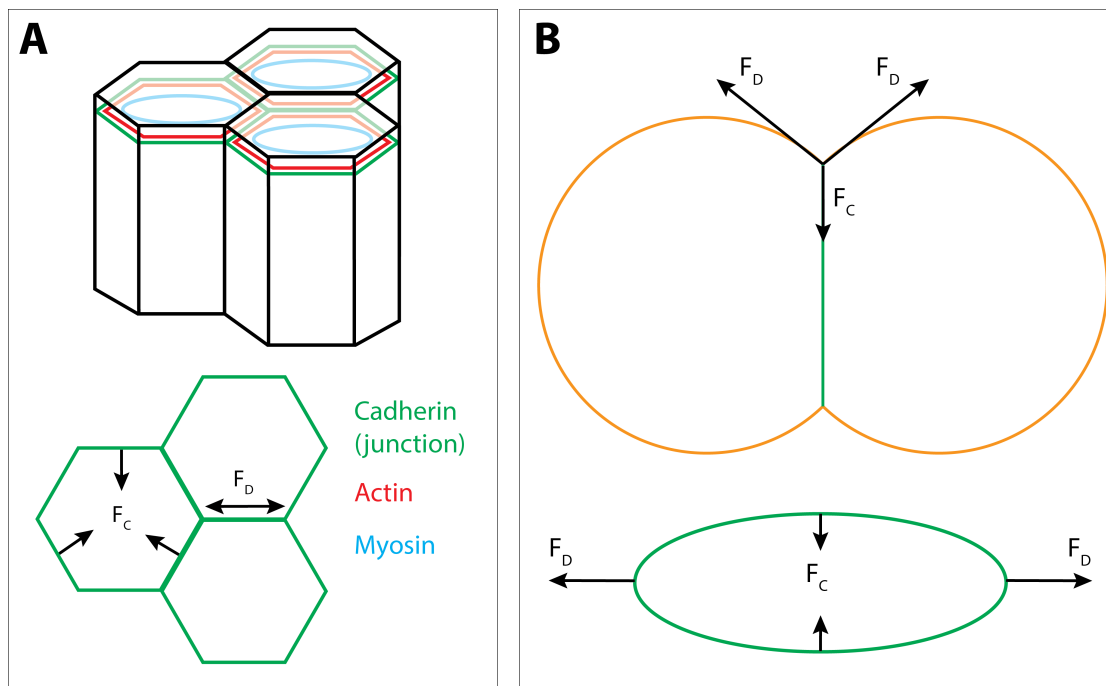 A
Cadherin
(junction)
Actin
Myosin
F_D
F_C
B
F_D
F_D
F_C
F_D
F_D
F_C